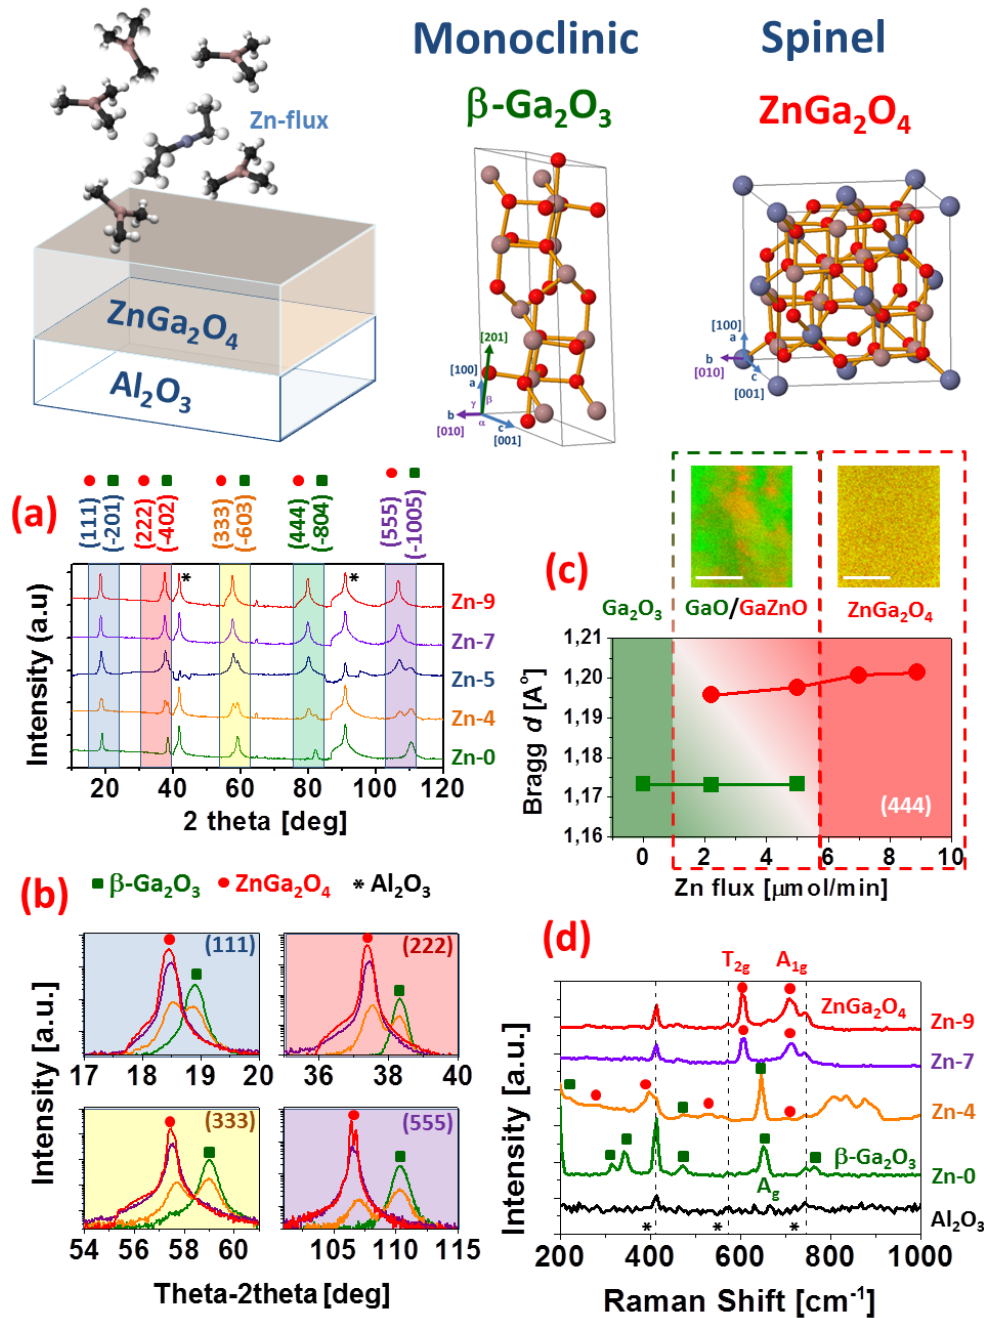 Monoclinic
Spinel
β-Ga₂O₃
ZnGa₂O₄
Zn-flux
ZnGa₂O₄
Al₂O₃
[201]
[100]
a
γ
β
b
α
c
[010]
[001]
[100]
a
b
[010]
c
[001]
(a)
(111)
(-201)
(222)
(-402)
(333)
(-603)
(444)
(-804)
(555)
(-1005)
Intensity (a.u)
*
*
Zn-9
Zn-7
Zn-5
Zn-4
Zn-0
20 40 60 80 100 120
2 theta [deg]
(c)
Ga₂O₃
GaO/GaZnO
ZnGa₂O₄
Bragg d [A°]
1,21
1,20
1,19
1,18
1,17
1,16
(444)
0 2 4 6 8 10
Zn flux [μmol/min]
(b)
β-Ga₂O₃
ZnGa₂O₄
* Al₂O₃
Intensity [a.u.]
(111)
17 18 19 20
(222)
36 38 40
(333)
54 56 58 60
(555)
105 110 115
Theta-2theta [deg]
(d)
T2g
A1g
Intensity [a.u.]
ZnGa₂O₄
Zn-9
Zn-7
Zn-4
β-Ga₂O₃
Zn-0
Ag
Al₂O₃
* * *
200 400 600 800 1000
Raman Shift [cm⁻¹]